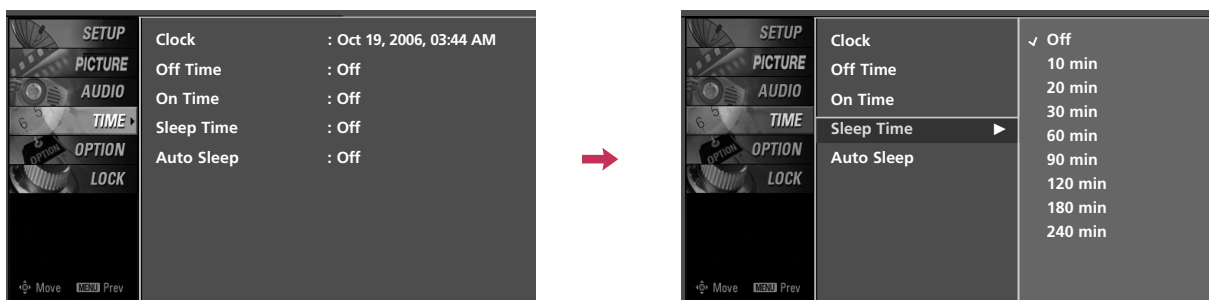 SETUP
PICTURE
AUDIO
TIME
OPTION
LOCK
Move MENU Prev
Clock : Oct 19, 2006, 03:44 AM
Off Time : Off
On Time : Off
Sleep Time : Off
Auto Sleep : Off
SETUP
PICTURE
AUDIO
TIME
OPTION
LOCK
Move MENU Prev
Clock
Off Time
On Time
Sleep Time
Auto Sleep
Off
10 min
20 min
30 min
60 min
90 min
120 min
180 min
240 min